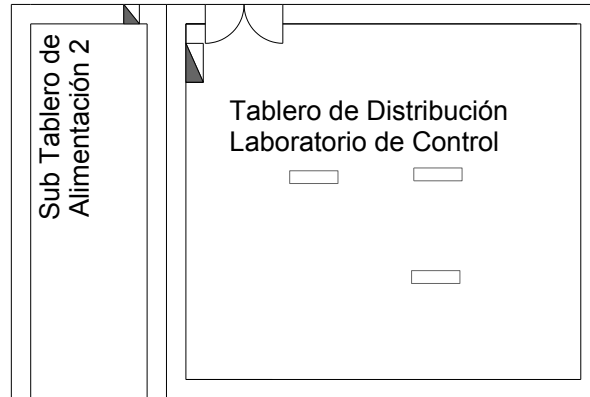 Sub Tablero de
Alimentación 2
Tablero de Distribución
Laboratorio de Control